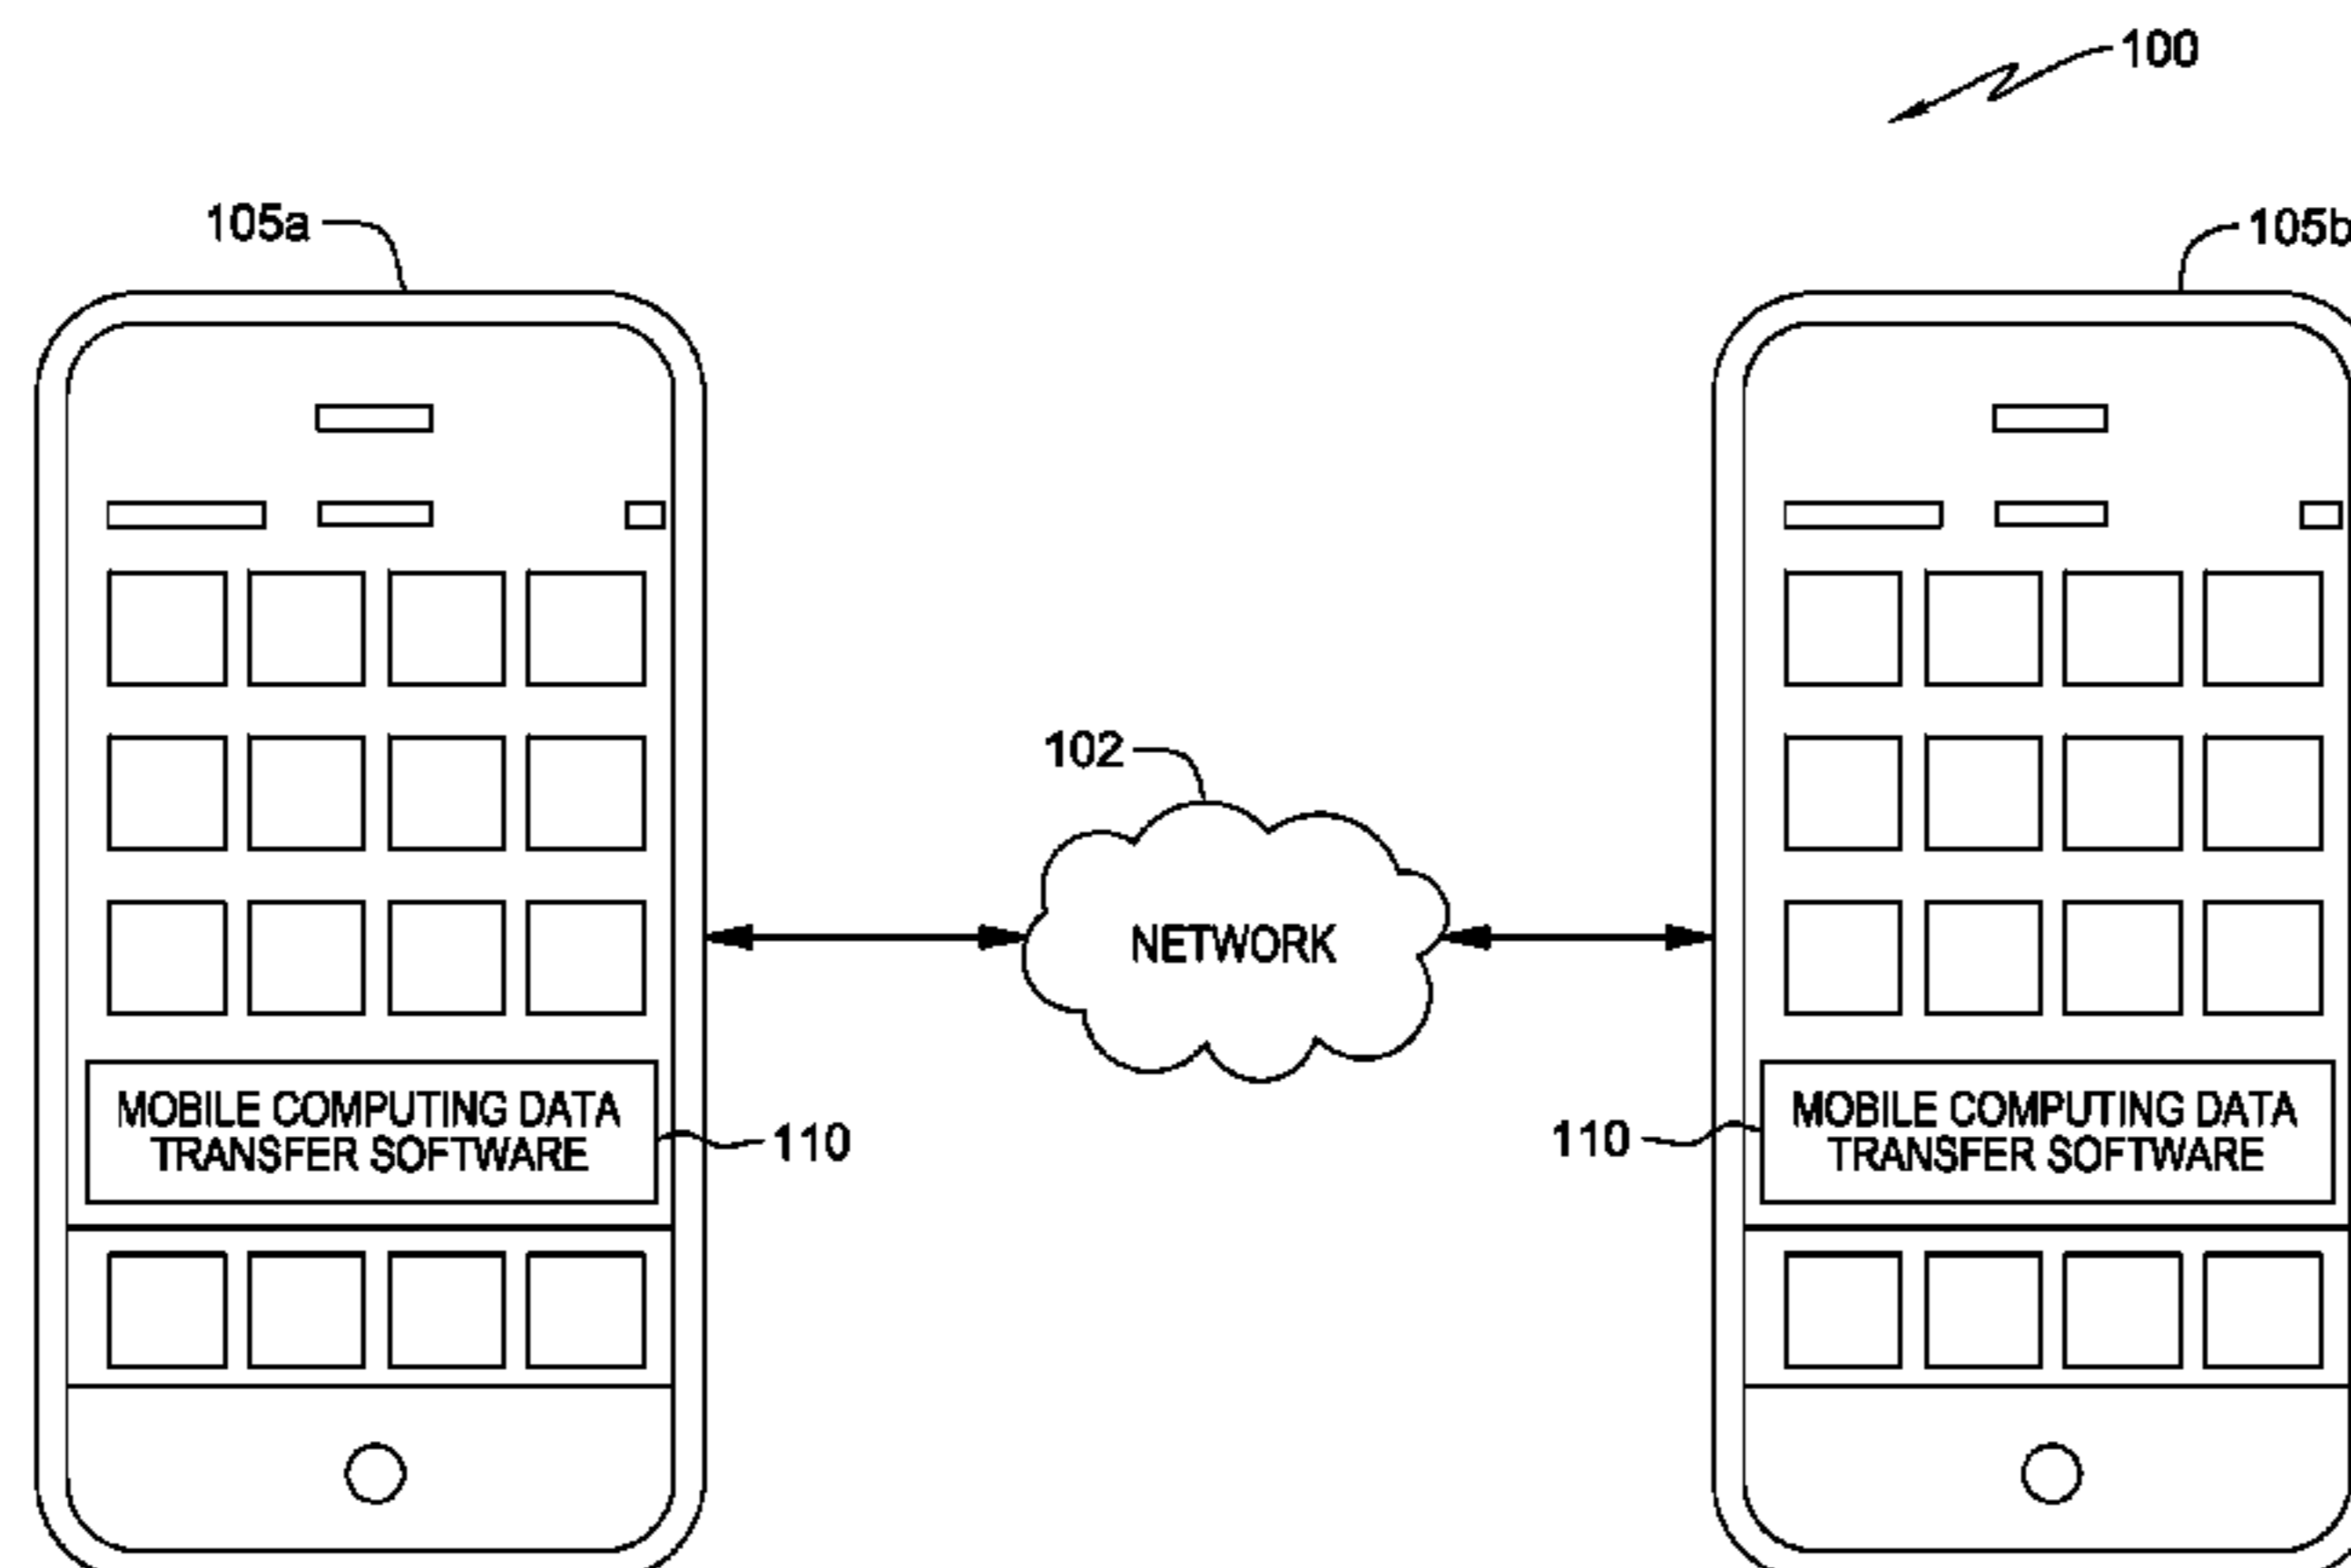 100
105a
105b
102
NETWORK
MOBILE COMPUTING DATA
TRANSFER SOFTWARE
110
110
MOBILE COMPUTING DATA
TRANSFER SOFTWARE